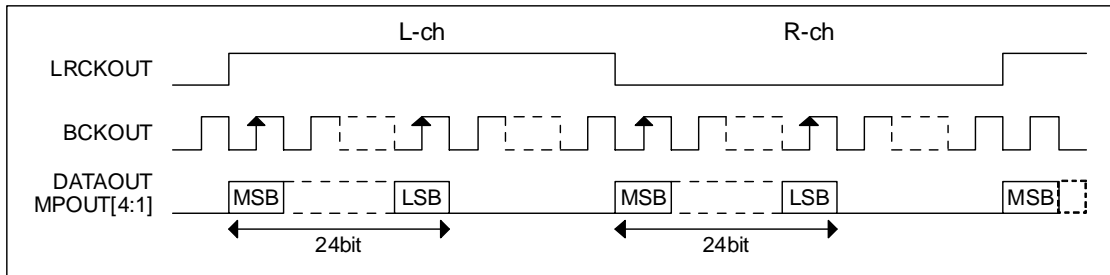 L-ch R-ch
LRCKOUT
BCKOUT
DATAOUT
MPOUT[4:1]
MSB LSB MSB LSB MSB
24bit 24bit